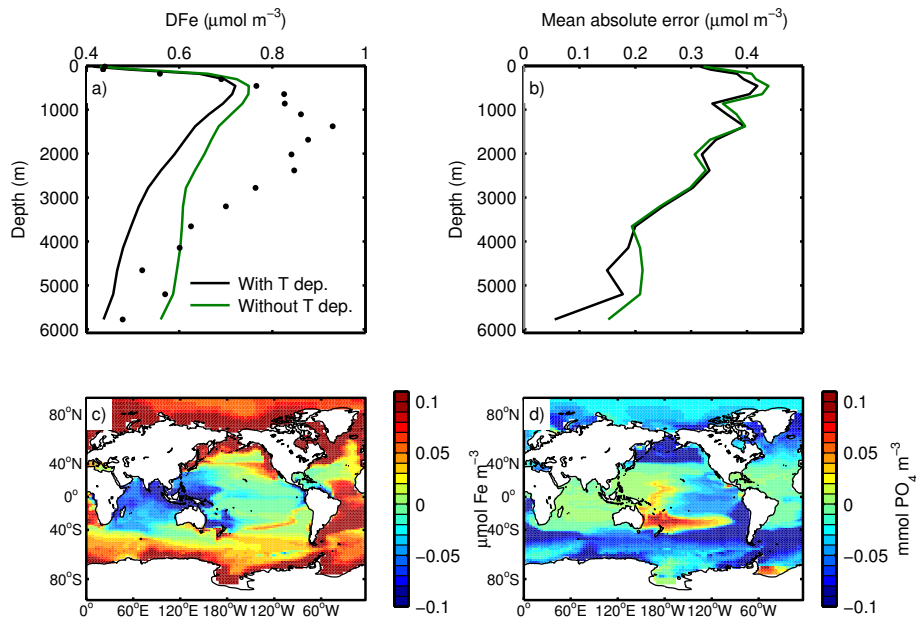 DFe (μmol m⁻³)
0.4 0.6 0.8 1
0
1000
2000
3000
4000
5000
6000
Depth (m)
a)
With T dep.
Without T dep.
Mean absolute error (μmol m⁻³)
0 0.1 0.2 0.3 0.4
0
1000
2000
3000
4000
5000
6000
Depth (m)
b)
c)
80°N
40°N
0°
40°S
80°S
0° 60°E 120°E 180°W 120°W 60°W
0.1
0.05
0
−0.05
−0.1
μmol Fe m⁻³
d)
80°N
40°N
0°
40°S
80°S
0° 60°E 120°E 180°W 120°W 60°W
0.1
0.05
0
−0.05
−0.1
mmol PO₄ m⁻³